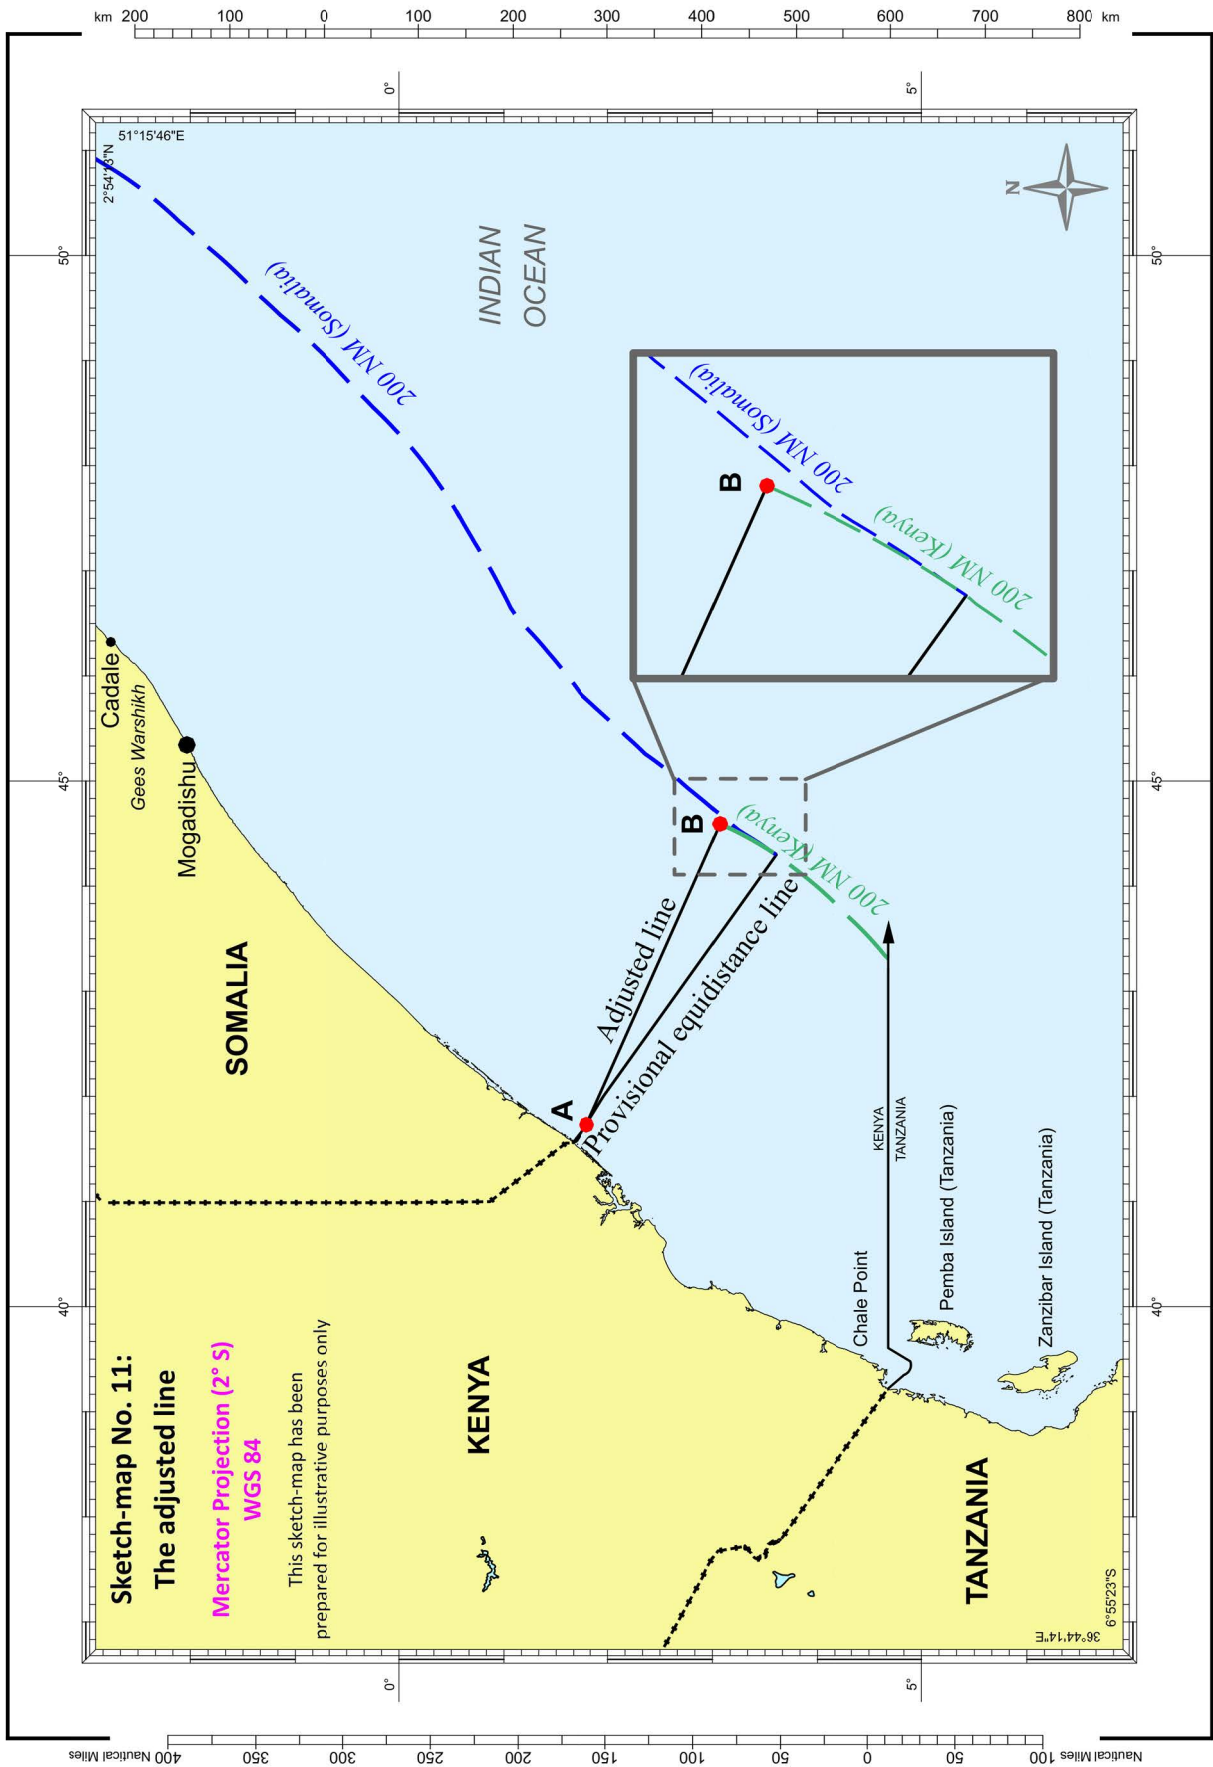 Sketch-map No. 11:
The adjusted line
Mercator Projection (2° S)
WGS 84
This sketch-map has been
prepared for illustrative purposes only
km 200 100 0 100 200 300 400 500 600 700 800 km
Nautical Miles 400 350 300 250 200 150 100 50 0 50 100 Nautical Miles
0°
5°
0°
5°
50°
45°
40°
50°
45°
40°
2°54'13"N
51°15'46"E
36°44'14"E
6°55'23"S
N
Cadale
Gees Warshikh
Mogadishu
SOMALIA
KENYA
TANZANIA
INDIAN
OCEAN
200 NM (Somalia)
200 NM (Kenya)
A
B
Adjusted line
Provisional equidistance line
B
200 NM (Somalia)
200 NM (Kenya)
KENYA
TANZANIA
Chale Point
Pemba Island (Tanzania)
Zanzibar Island (Tanzania)